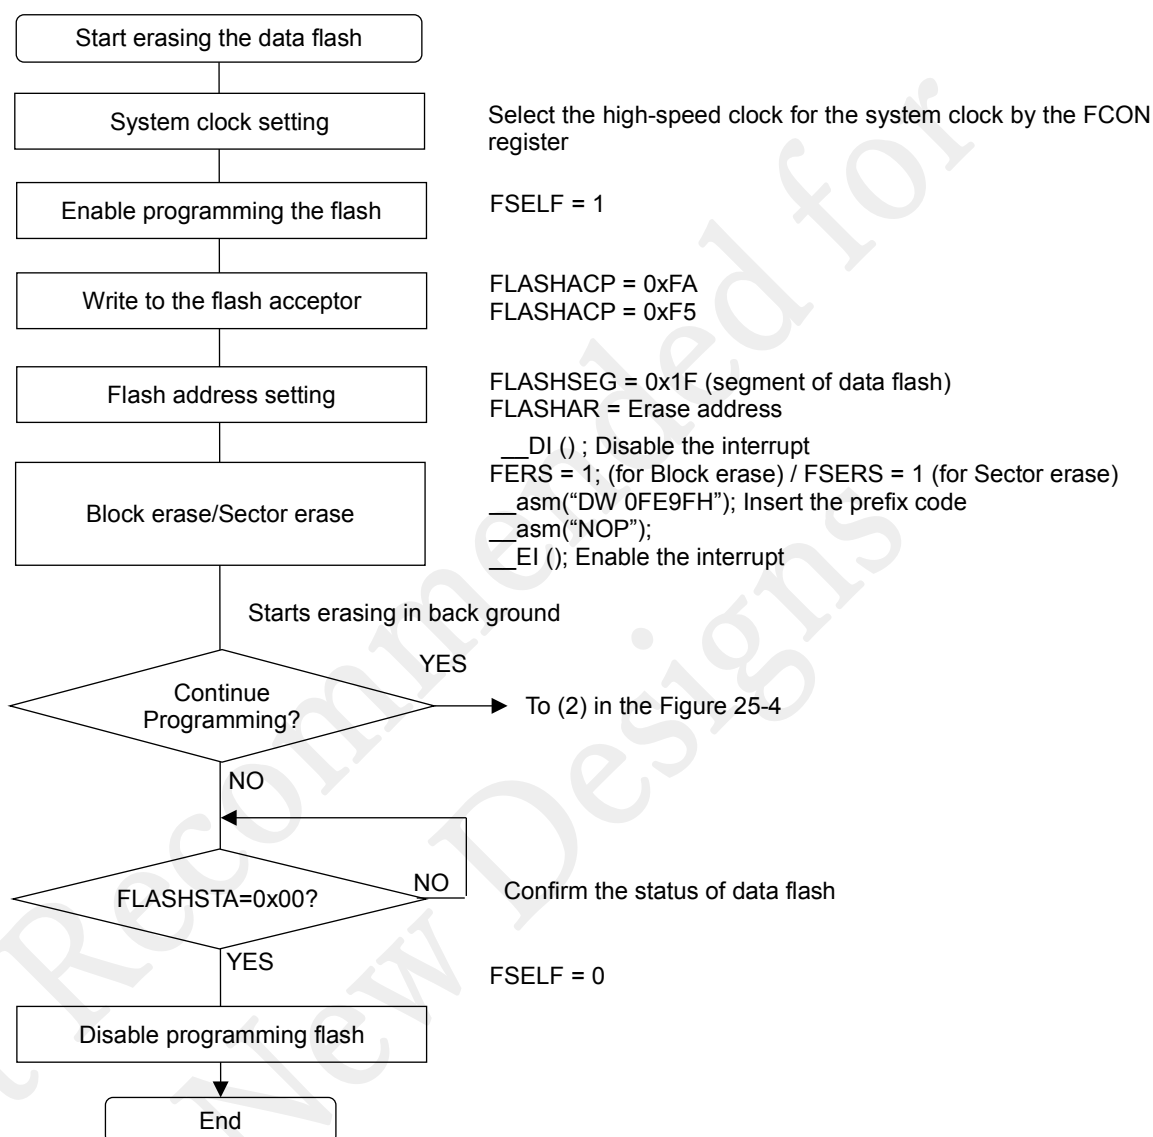 Start erasing the data flash
System clock setting
Select the high-speed clock for the system clock by the FCON
register
Enable programming the flash
FSELF = 1
Write to the flash acceptor
FLASHACP = 0xFA
FLASHACP = 0xF5
Flash address setting
FLASHSEG = 0x1F (segment of data flash)
FLASHAR = Erase address
Block erase/Sector erase
__DI () ; Disable the interrupt
FERS = 1; (for Block erase) / FSERS = 1 (for Sector erase)
__asm(“DW 0FE9FH”); Insert the prefix code
__asm(“NOP”);
__EI (); Enable the interrupt
Starts erasing in back ground
Continue
Programming?
YES
To (2) in the Figure 25-4
NO
FLASHSTA=0x00?
NO
Confirm the status of data flash
YES
FSELF = 0
Disable programming flash
End
Recommended for
New Designs